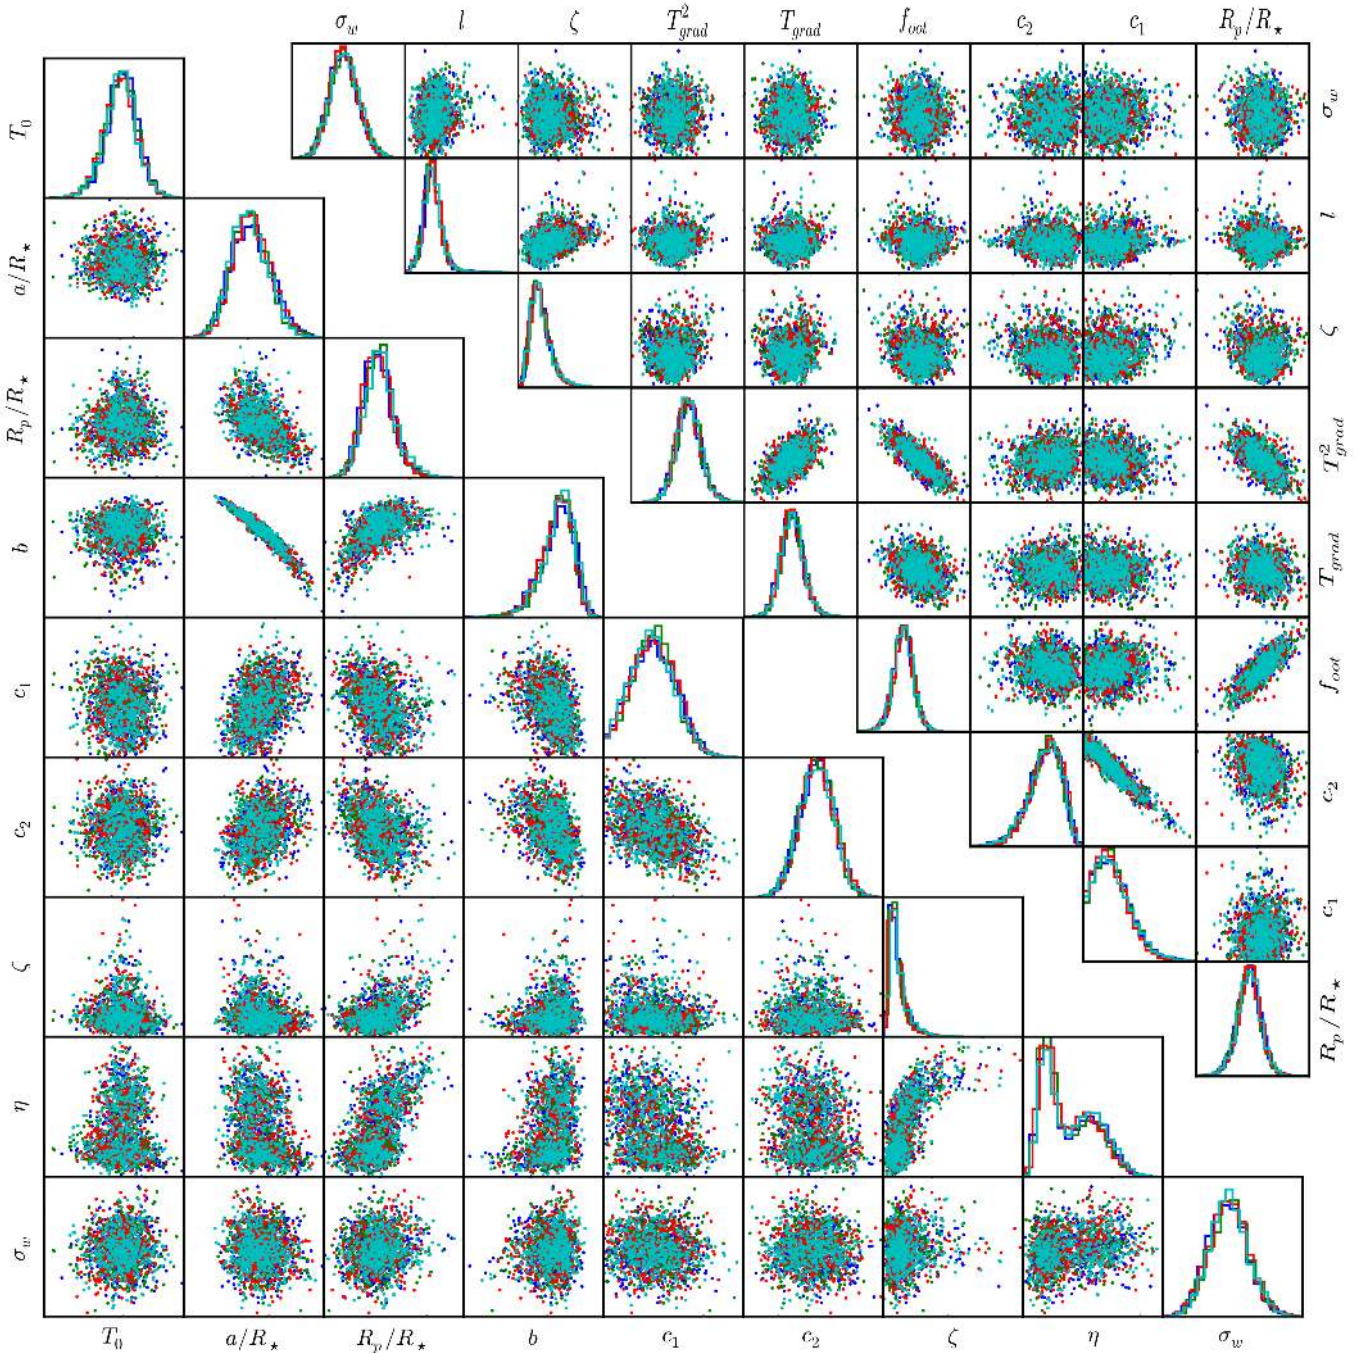 σ_w l ζ T²_grad T_grad f_oot c_2 c_1 R_p/R_⋆
T_0
σ_w
a/R_⋆
l
R_p/R_⋆
ζ
b
T²_grad
T_grad
c_1
f_oot
c_2
c_2
ζ
c_1
η
R_p/R_⋆
σ_w
T_0 a/R_⋆ R_p/R_⋆ b c_1 c_2 ζ η σ_w